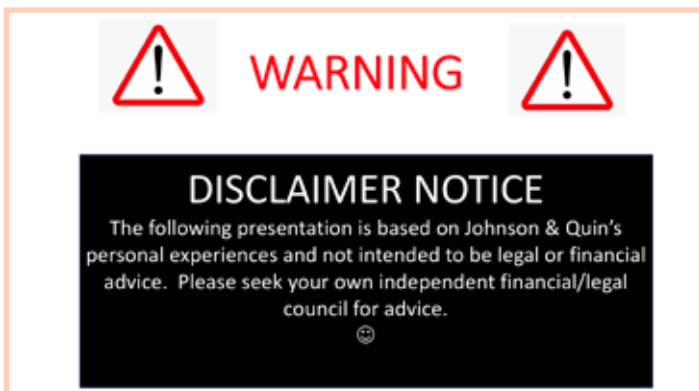 WARNING
DISCLAIMER NOTICE
The following presentation is based on Johnson & Quin's
personal experiences and not intended to be legal or financial
advice. Please seek your own independent financial/legal
council for advice.
☺